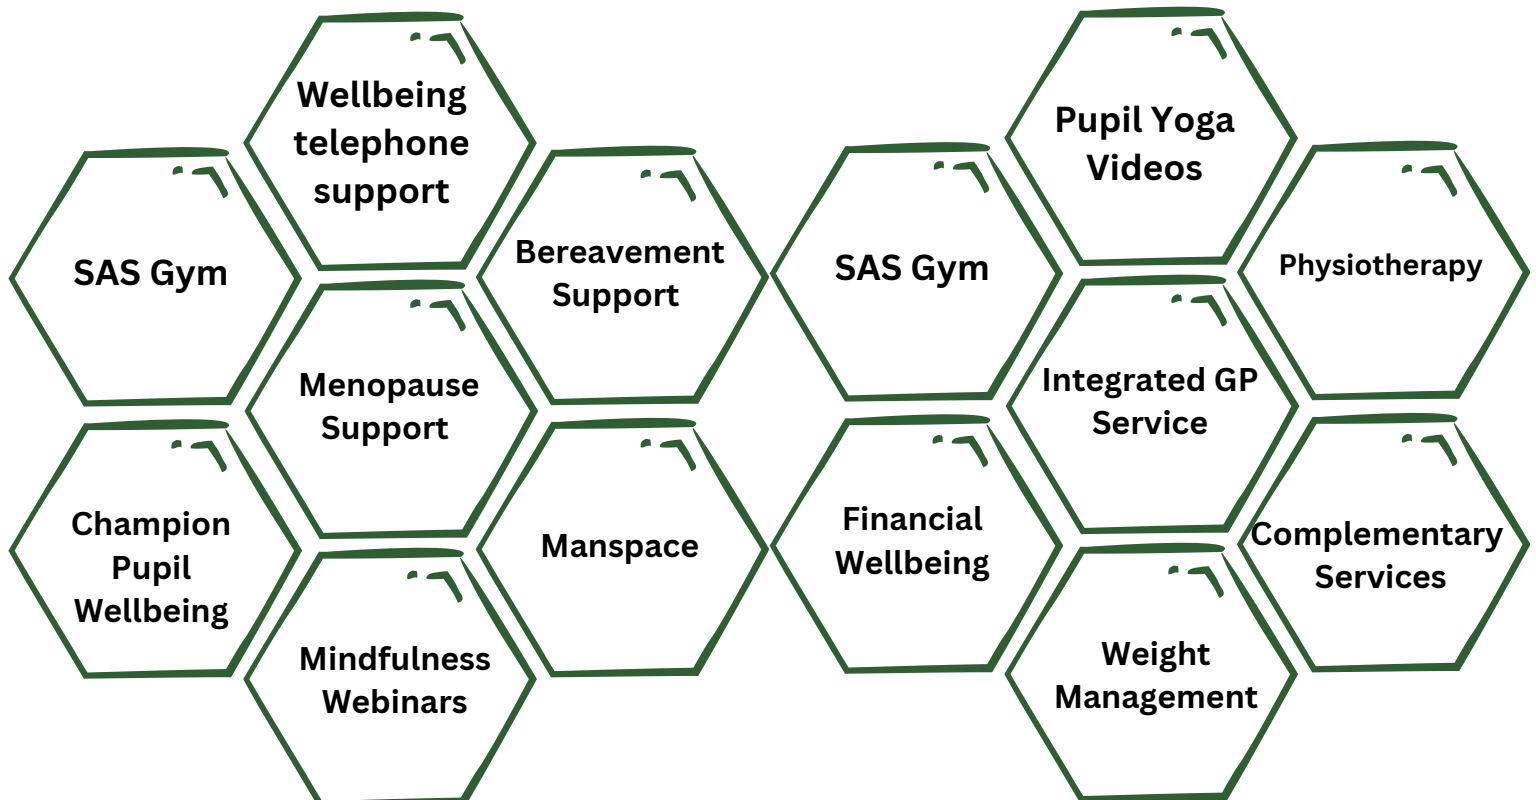 Wellbeing
telephone
support
SAS Gym
Bereavement
Support
Menopause
Support
Champion
Pupil
Wellbeing
Manspace
Mindfulness
Webinars
Pupil Yoga
Videos
SAS Gym
Physiotherapy
Integrated GP
Service
Financial
Wellbeing
Complementary
Services
Weight
Management